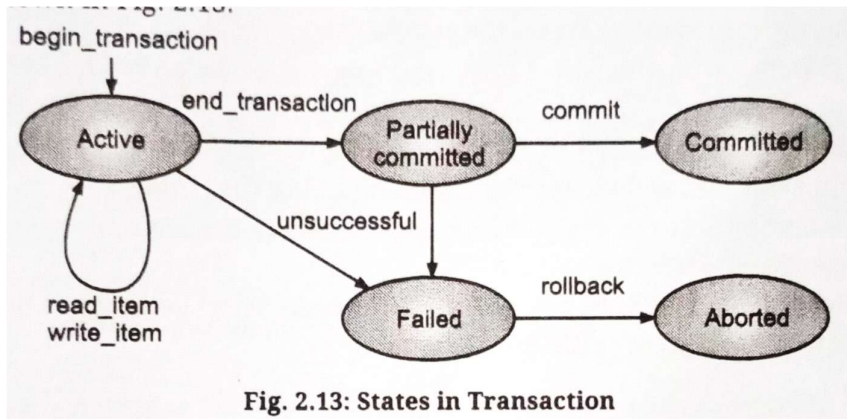 begin_transaction
end_transaction
commit
Active
Partially
committed
Committed
unsuccessful
read_item
write_item
rollback
Failed
Aborted
Fig. 2.13: States in Transaction